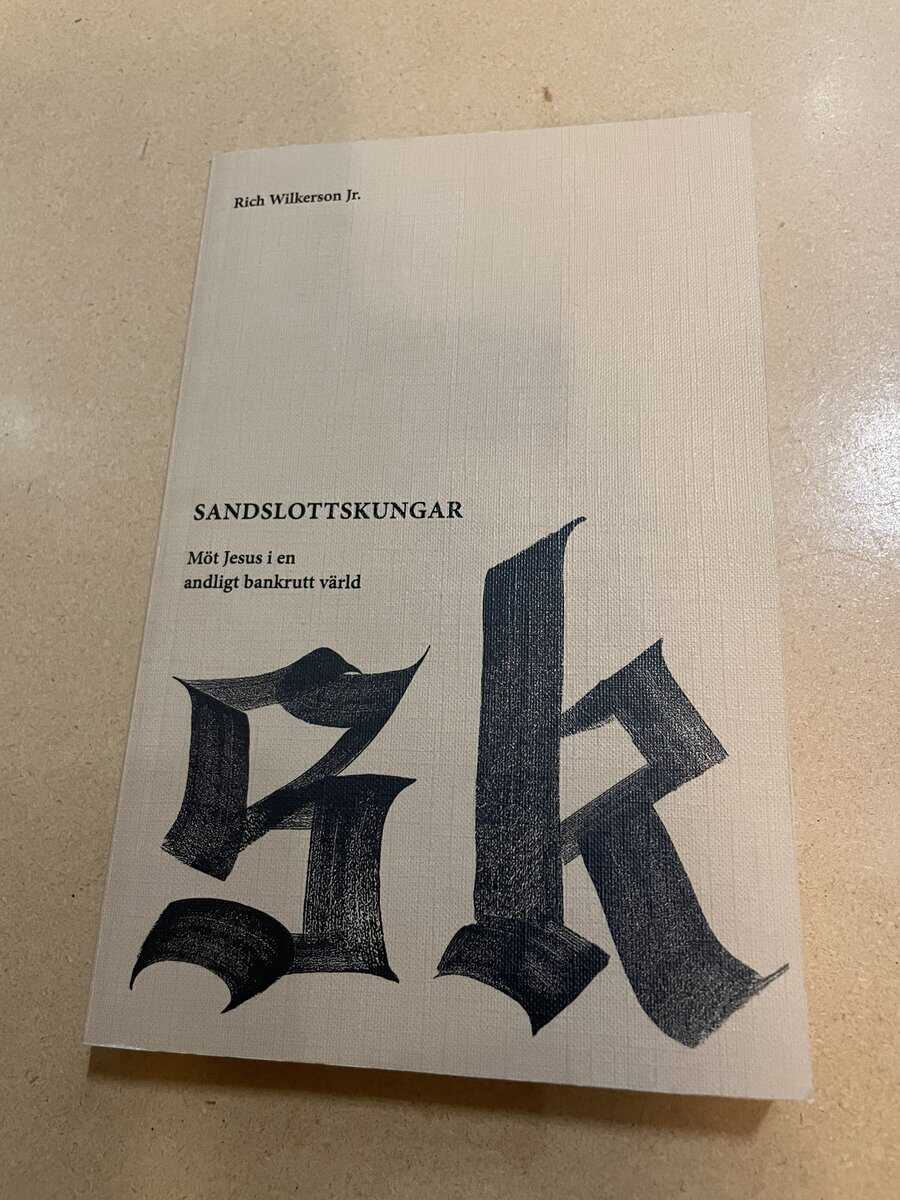 Rich Wilkerson Jr.
SANDSLOTTSKUNGAR
Möt Jesus i en
andligt bankrutt värld
sk